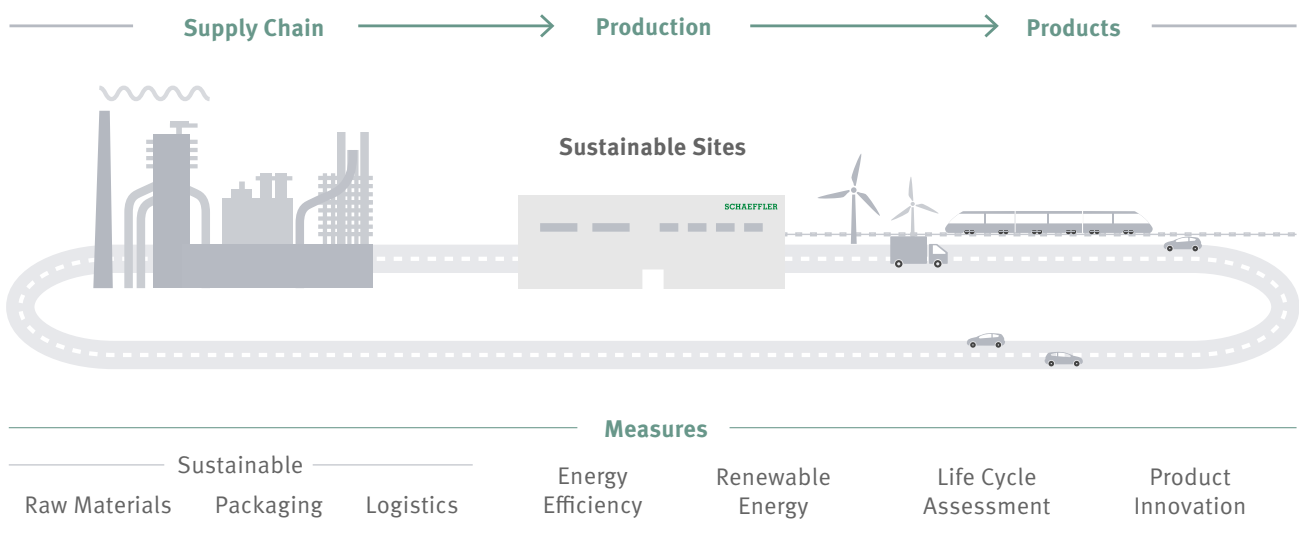 Supply Chain
Production
Products
Sustainable Sites
SCHAEFFLER
Measures
Sustainable
Raw Materials
Packaging
Logistics
Energy
Efficiency
Renewable
Energy
Life Cycle
Assessment
Product
Innovation